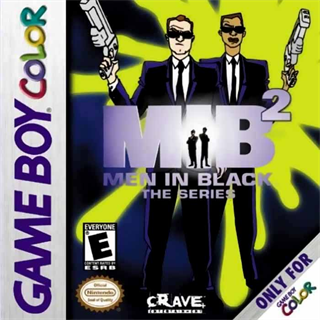 GAME BOY COLOR
MIB 2
MEN IN BLACK
THE SERIES
EVERYONE
E
CONTENT RATED BY
ESRB
Official
Nintendo
Seal of Quality
CRAVE
ENTERTAINMENT
ONLY FOR
GAME BOY
COLOR